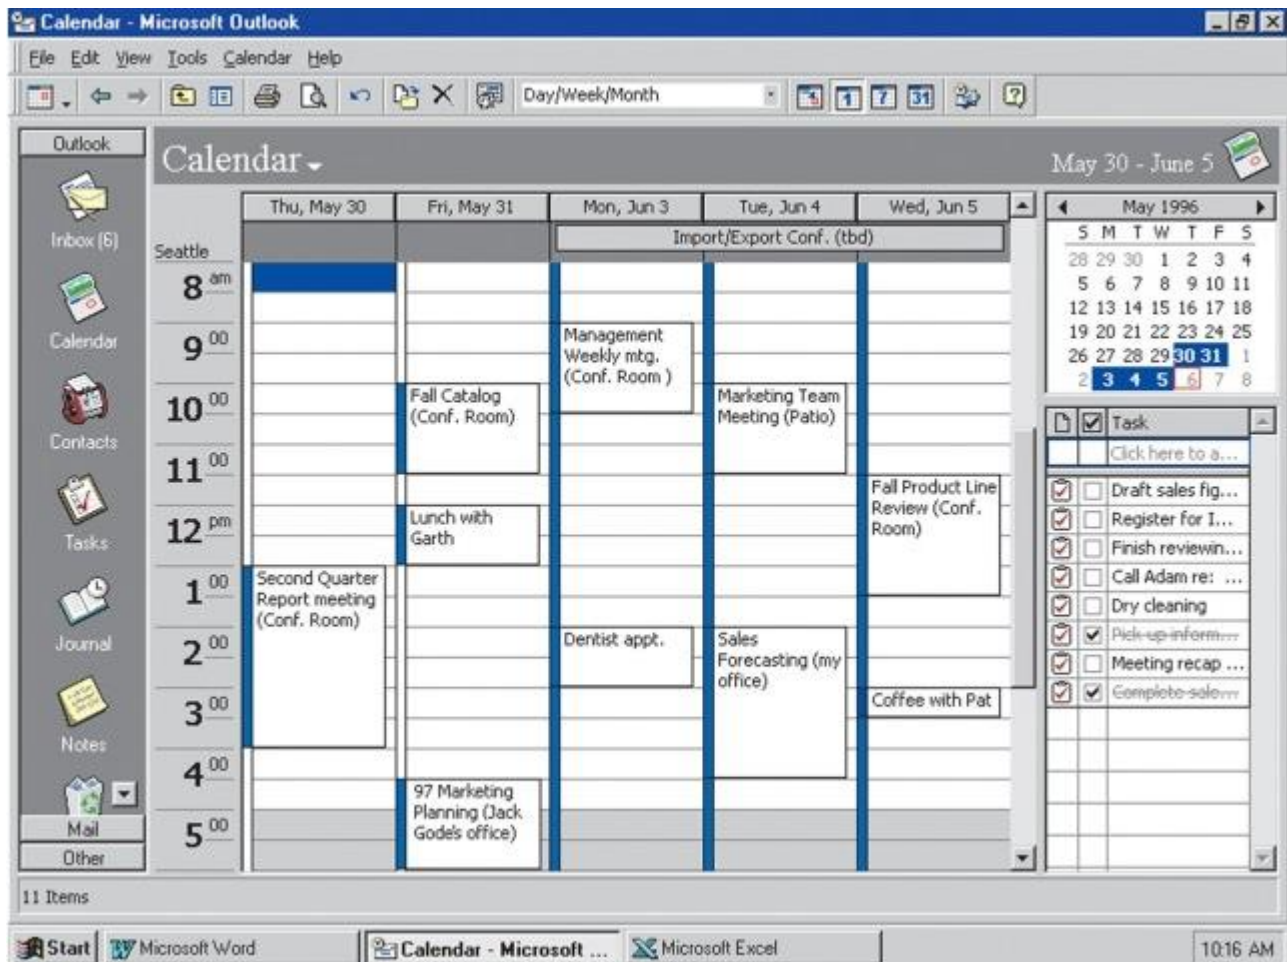 Calendar - Microsoft Outlook
File Edit View Tools Calendar Help
Day/Week/Month
1 7 31
Outlook
Inbox (6)
Calendar
Contacts
Tasks
Journal
Notes
Mail
Other
Calendar
May 30 - June 5
Thu, May 30 Fri, May 31 Mon, Jun 3 Tue, Jun 4 Wed, Jun 5
Import/Export Conf. (tbd)
Seattle
8 am
9 00
10 00
11 00
12 pm
1 00
2 00
3 00
4 00
5 00
Second Quarter
Report meeting
(Conf. Room)
Fall Catalog
(Conf. Room)
Lunch with
Garth
97 Marketing
Planning (Jack
Gode's office)
Management
Weekly mtg.
(Conf. Room )
Dentist appt.
Marketing Team
Meeting (Patio)
Sales
Forecasting (my
office)
Fall Product Line
Review (Conf.
Room)
Coffee with Pat
May 1996
S M T W T F S
28 29 30 1 2 3 4
5 6 7 8 9 10 11
12 13 14 15 16 17 18
19 20 21 22 23 24 25
26 27 28 29 30 31 1
2 3 4 5 6 7 8
Task
Click here to a...
Draft sales fig...
Register for I...
Finish reviewin...
Call Adam re: ...
Dry cleaning
Pick up inform...
Meeting recap ...
Complete sale...
11 Items
Start Microsoft Word Calendar - Microsoft ... Microsoft Excel 10:16 AM